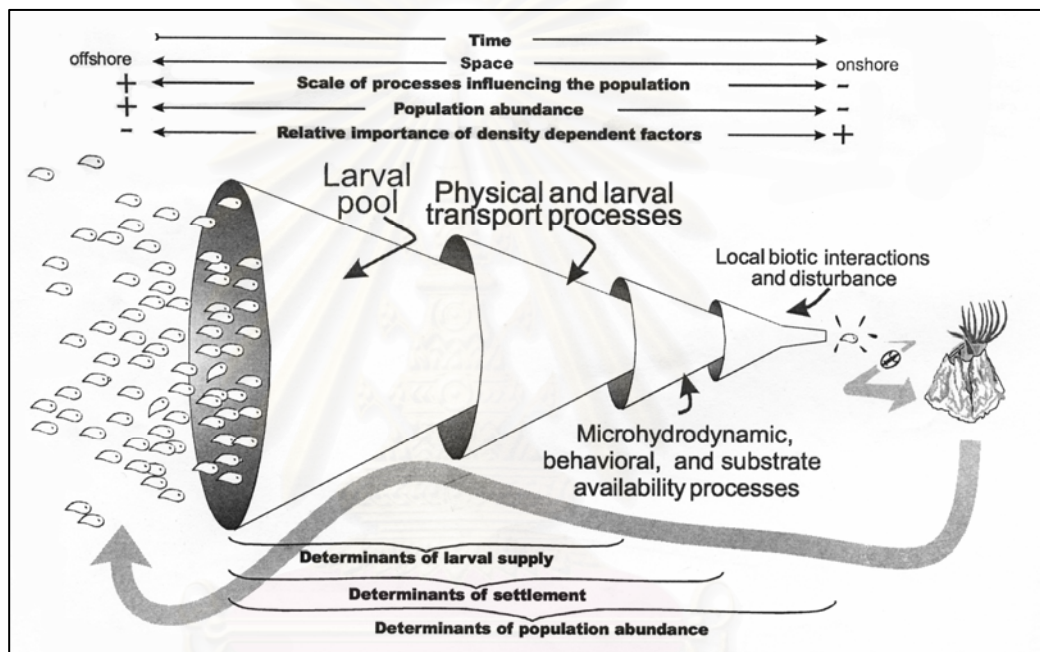 Time
offshore
Space
onshore
+
Scale of processes influencing the population
-
+
Population abundance
-
-
Relative importance of density dependent factors
+
Larval
pool
Physical and larval
transport processes
Local biotic interactions
and disturbance
Microhydrodynamic,
behavioral, and substrate
availability processes
Determinants of larval supply
Determinants of settlement
Determinants of population abundance